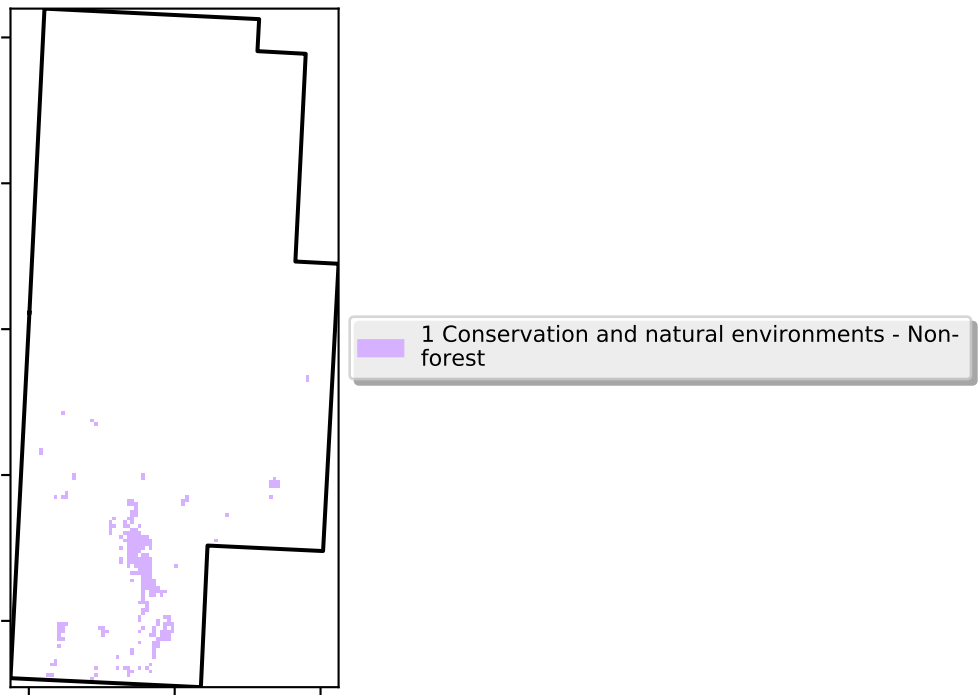 1 Conservation and natural environments - Non-
forest